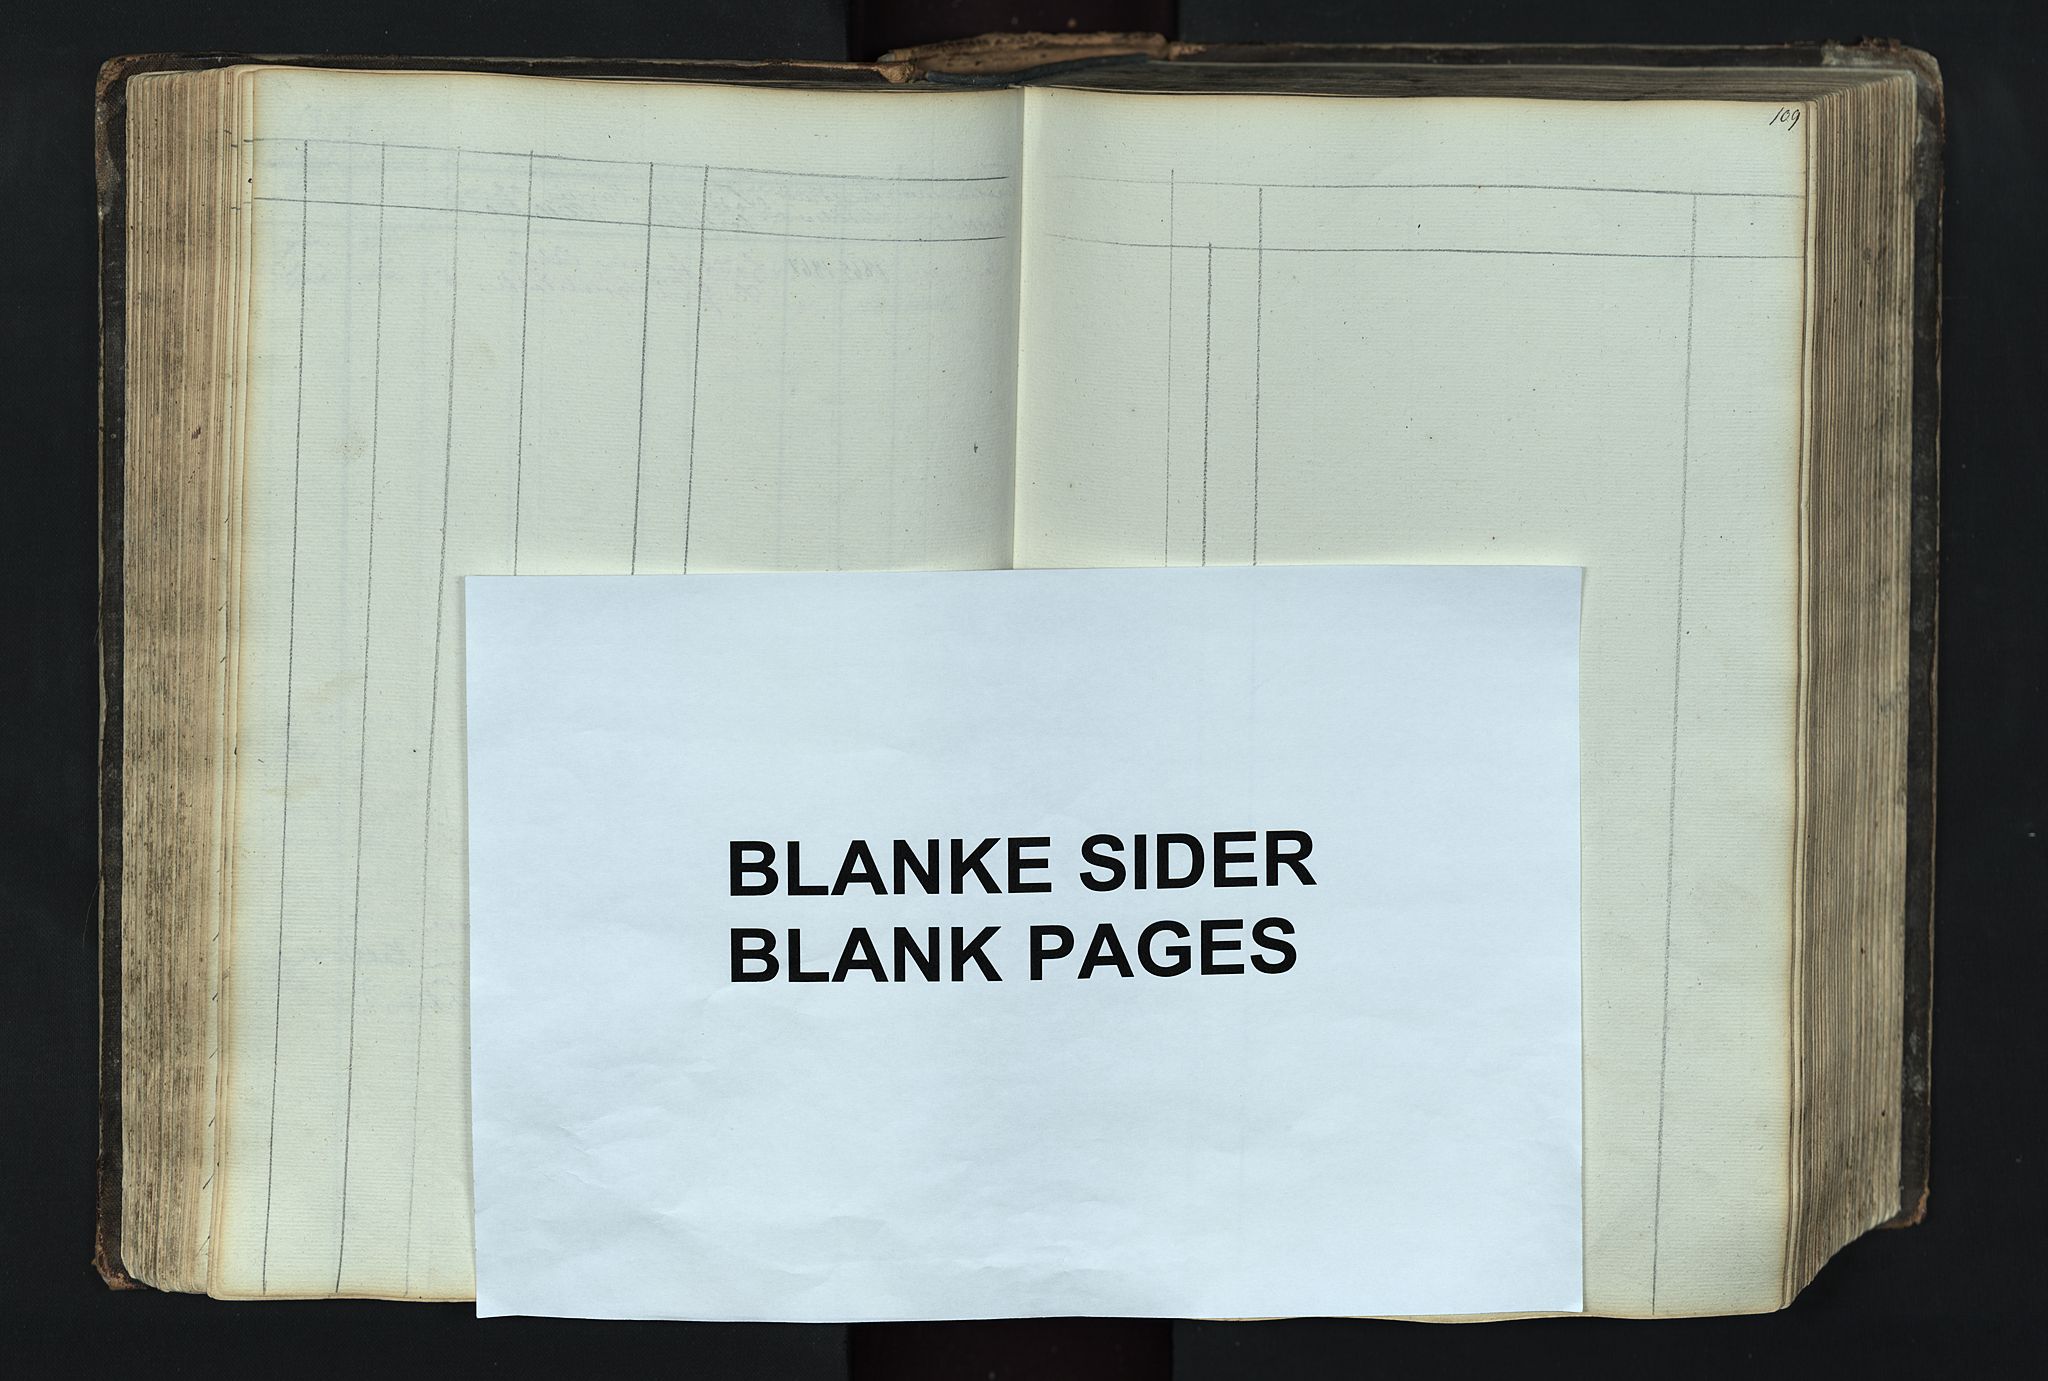 109
BLANKE SIDER
BLANK PAGES